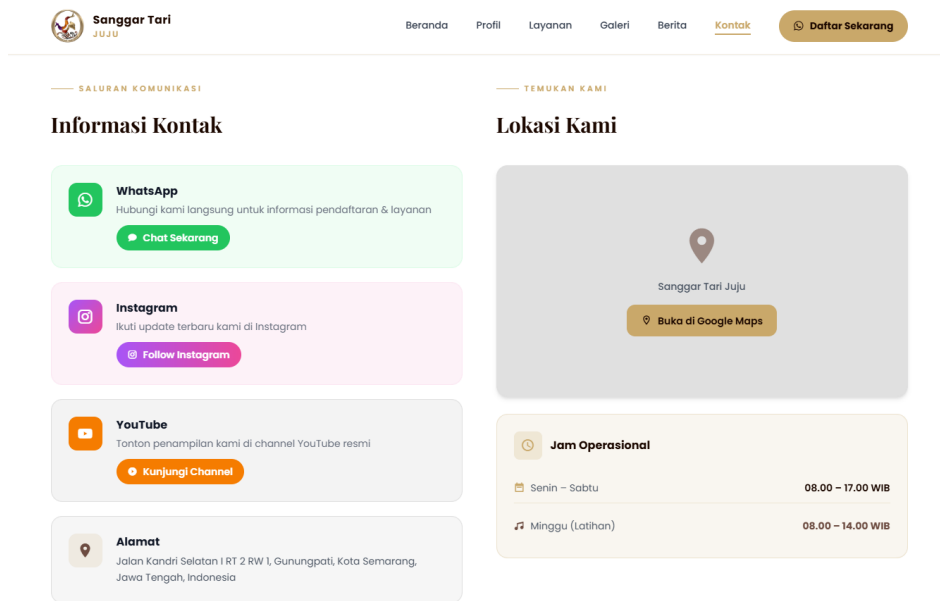 Sanggar Tari
JUJU
Beranda
Profil
Layanan
Galeri
Berita
Kontak
Daftar Sekarang
SALURAN KOMUNIKASI
Informasi Kontak
WhatsApp
Hubungi kami langsung untuk informasi pendaftaran & layanan
Chat Sekarang
Instagram
Ikuti update terbaru kami di Instagram
Follow Instagram
YouTube
Tonton penampilan kami di channel YouTube resmi
Kunjungi Channel
Alamat
Jalan Kandri Selatan I RT 2 RW 1, Gunungpati, Kota Semarang,
Jawa Tengah, Indonesia
TEMUKAN KAMI
Lokasi Kami
Sanggar Tari Juju
Buka di Google Maps
Jam Operasional
Senin – Sabtu 08.00 – 17.00 WIB
Minggu (Latihan) 08.00 – 14.00 WIB